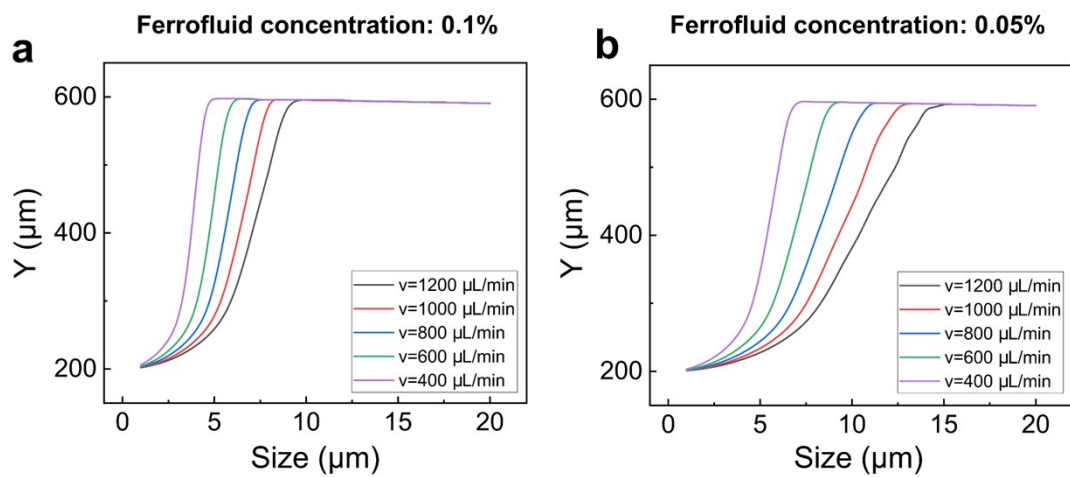 Ferrofluid concentration: 0.1%
a
600
400
200
Y (µm)
v=1200 µL/min
v=1000 µL/min
v=800 µL/min
v=600 µL/min
v=400 µL/min
0 5 10 15 20
Size (µm)
Ferrofluid concentration: 0.05%
b
600
400
200
Y (µm)
v=1200 µL/min
v=1000 µL/min
v=800 µL/min
v=600 µL/min
v=400 µL/min
0 5 10 15 20
Size (µm)